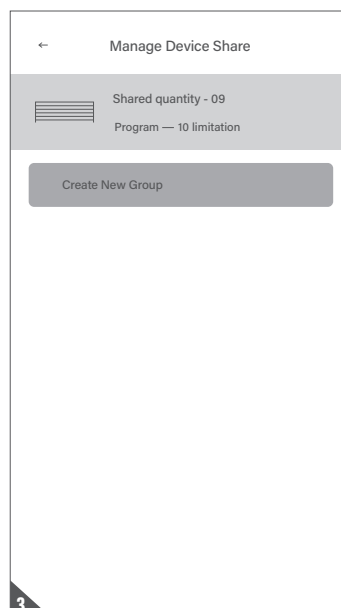 ← Manage Device Share
Shared quantity - 09
Program — 10 limitation
Create New Group
3